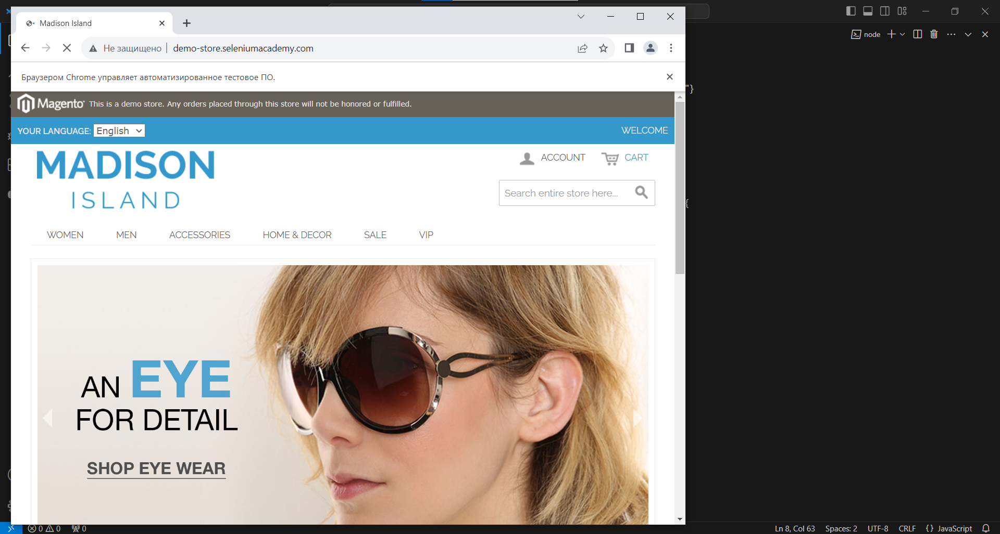 Madison Island
node
Не защищено
demo-store.seleniumacademy.com
Браузером Chrome управляет автоматизированное тестовое ПО.
"}
Magento
This is a demo store. Any orders placed through this store will not be honored or fulfilled.
YOUR LANGUAGE: English
WELCOME
MADISON
ISLAND
ACCOUNT
CART
Search entire store here...
{
WOMEN MEN ACCESSORIES HOME & DECOR SALE VIP
AN EYE
FOR DETAIL
SHOP EYE WEAR
0 0 0
Ln 8, Col 63 Spaces: 2 UTF-8 CRLF {} JavaScript